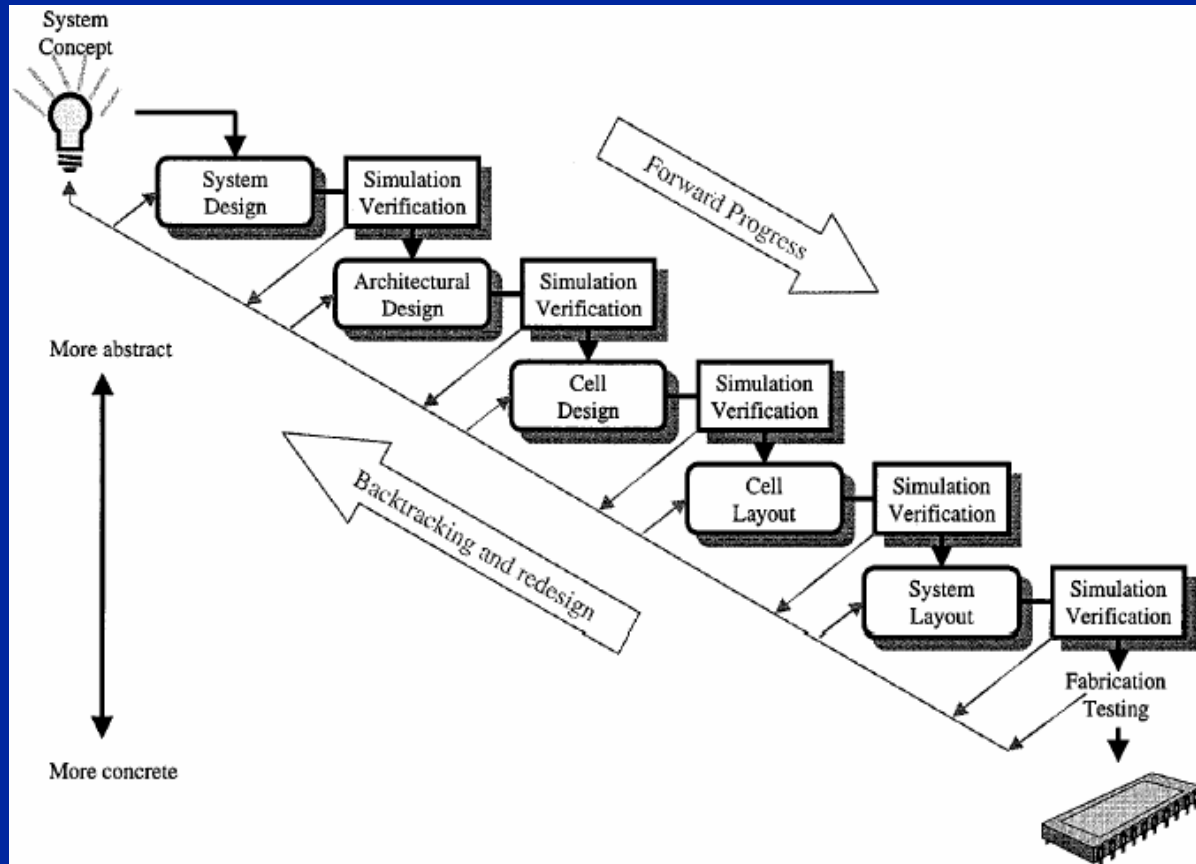 System
Concept
System
Design
Simulation
Verification
Forward Progress
Architectural
Design
Simulation
Verification
More abstract
Cell
Design
Simulation
Verification
Backtracking and redesign
Cell
Layout
Simulation
Verification
System
Layout
Simulation
Verification
Fabrication
Testing
More concrete